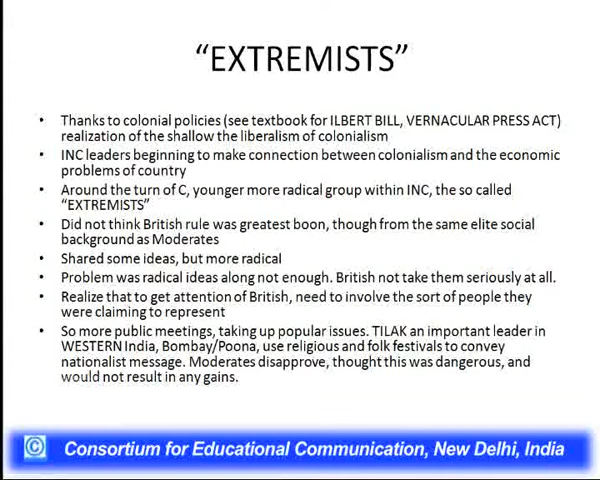 “EXTREMISTS”
• Thanks to colonial policies (see textbook for ILBERT BILL, VERNACULAR PRESS ACT)
realization of the shallow the liberalism of colonialism
• INC leaders beginning to make connection between colonialism and the economic
problems of country
• Around the turn of C, younger more radical group within INC, the so called
“EXTREMISTS”
• Did not think British rule was greatest boon, though from the same elite social
background as Moderates
• Shared some ideas, but more radical
• Problem was radical ideas along not enough. British not take them seriously at all.
• Realize that to get attention of British, need to involve the sort of people they
were claiming to represent
• So more public meetings, taking up popular issues. TILAK an important leader in
WESTERN India, Bombay/Poona, use religious and folk festivals to convey
nationalist message. Moderates disapprove, thought this was dangerous, and
would not result in any gains.
© Consortium for Educational Communication, New Delhi, India